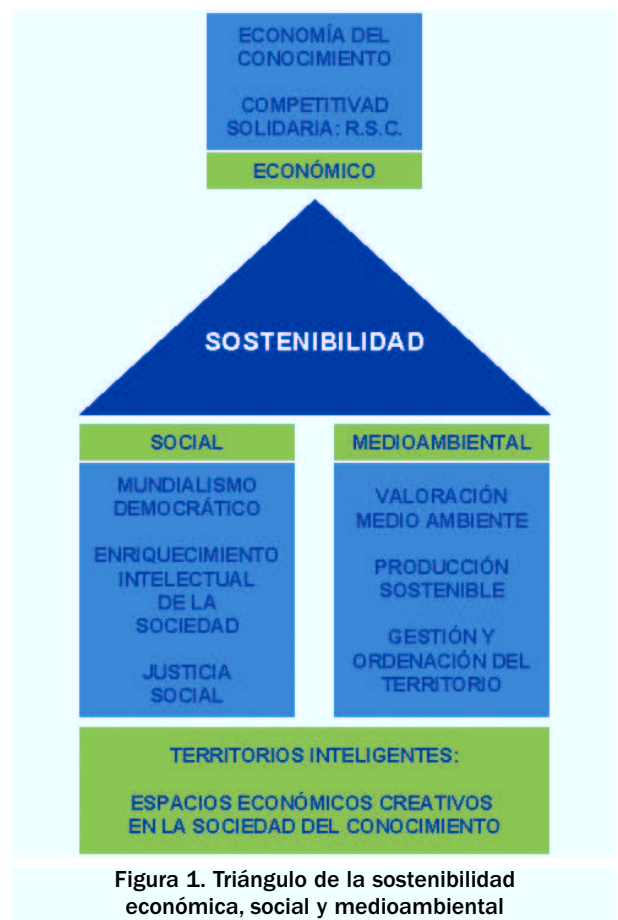 ECONOMÍA DEL
CONOCIMIENTO
COMPETITIVAD
SOLIDARIA: R.S.C.
ECONÓMICO
SOSTENIBILIDAD
SOCIAL
MUNDIALISMO
DEMOCRÁTICO
ENRIQUECIMIENTO
INTELECTUAL
DE LA
SOCIEDAD
JUSTICIA
SOCIAL
MEDIOAMBIENTAL
VALORACIÓN
MEDIO AMBIENTE
PRODUCCIÓN
SOSTENIBLE
GESTIÓN Y
ORDENACIÓN DEL
TERRITORIO
TERRITORIOS INTELIGENTES:
ESPACIOS ECONÓMICOS CREATIVOS
EN LA SOCIEDAD DEL CONOCIMIENTO
Figura 1. Triángulo de la sostenibilidad
económica, social y medioambiental